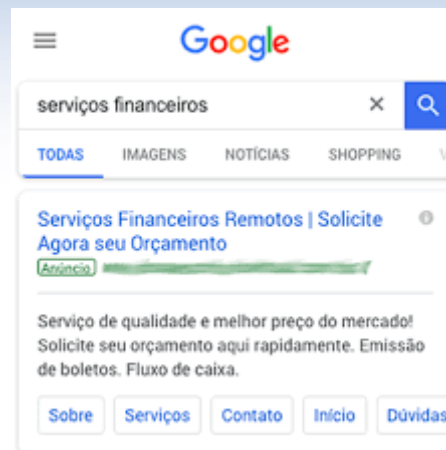 Google
serviços financeiros
TODAS IMAGENS NOTÍCIAS SHOPPING
Serviços Financeiros Remotos | Solicite
Agora seu Orçamento
Anúncio
Serviço de qualidade e melhor preço do mercado!
Solicite seu orçamento aqui rapidamente. Emissão
de boletos. Fluxo de caixa.
Sobre Serviços Contato Início Dúvidas